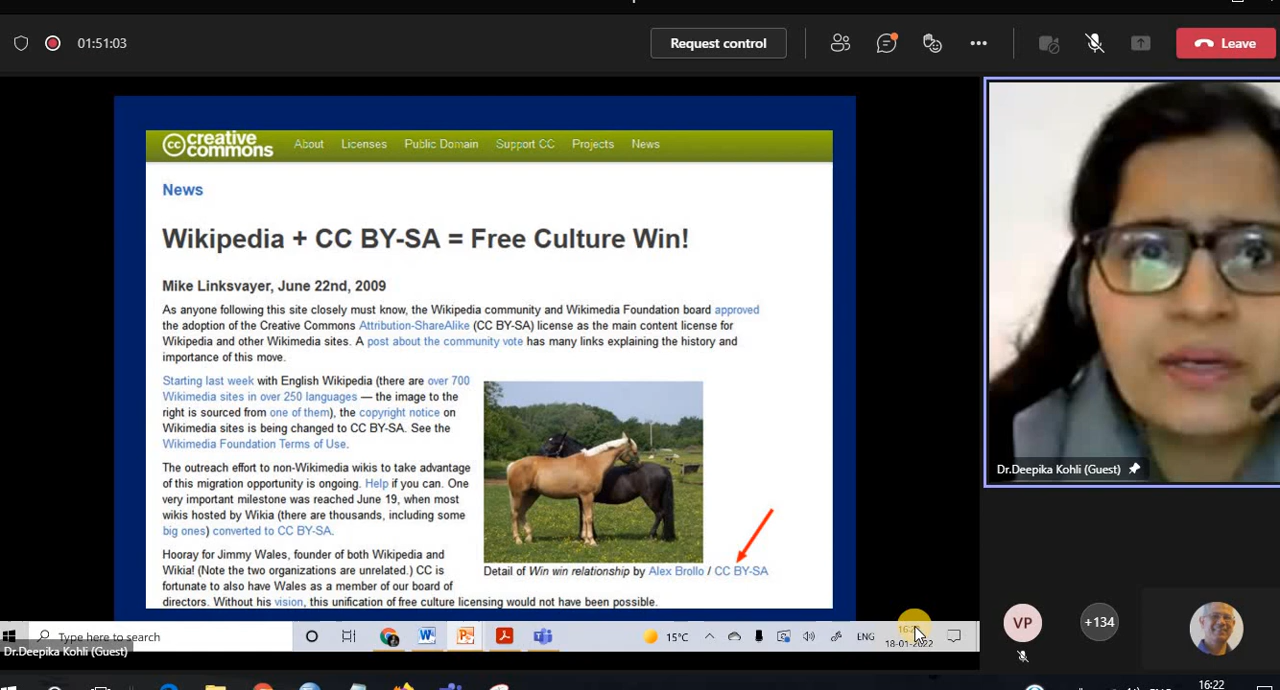 01:51:03
Request control
Leave
creative commons
About Licenses Public Domain Support CC Projects News
News
Wikipedia + CC BY-SA = Free Culture Win!
Mike Linksvayer, June 22nd, 2009
As anyone following this site closely must know, the Wikipedia community and Wikimedia Foundation board approved
the adoption of the Creative Commons Attribution-ShareAlike (CC BY-SA) license as the main content license for
Wikipedia and other Wikimedia sites. A post about the community vote has many links explaining the history and
importance of this move.
Starting last week with English Wikipedia (there are over 700
Wikimedia sites in over 250 languages — the image to the
right is sourced from one of them), the copyright notice on
Wikimedia sites is being changed to CC BY-SA. See the
Wikimedia Foundation Terms of Use.
The outreach effort to non-Wikimedia wikis to take advantage
of this migration opportunity is ongoing. Help if you can. One
very important milestone was reached June 19, when most
wikis hosted by Wikia (there are thousands, including some
big ones) converted to CC BY-SA.
Hooray for Jimmy Wales, founder of both Wikipedia and
Wikia! (Note the two organizations are unrelated.) CC is
fortunate to also have Wales as a member of our board of
directors. Without his vision, this unification of free culture licensing would not have been possible.
Detail of Win win relationship by Alex Brollo / CC BY-SA
Dr.Deepika Kohli (Guest)
VP
+134
Type here to search
15°C
ENG
18-01-2022
Dr.Deepika Kohli (Guest)
16:22